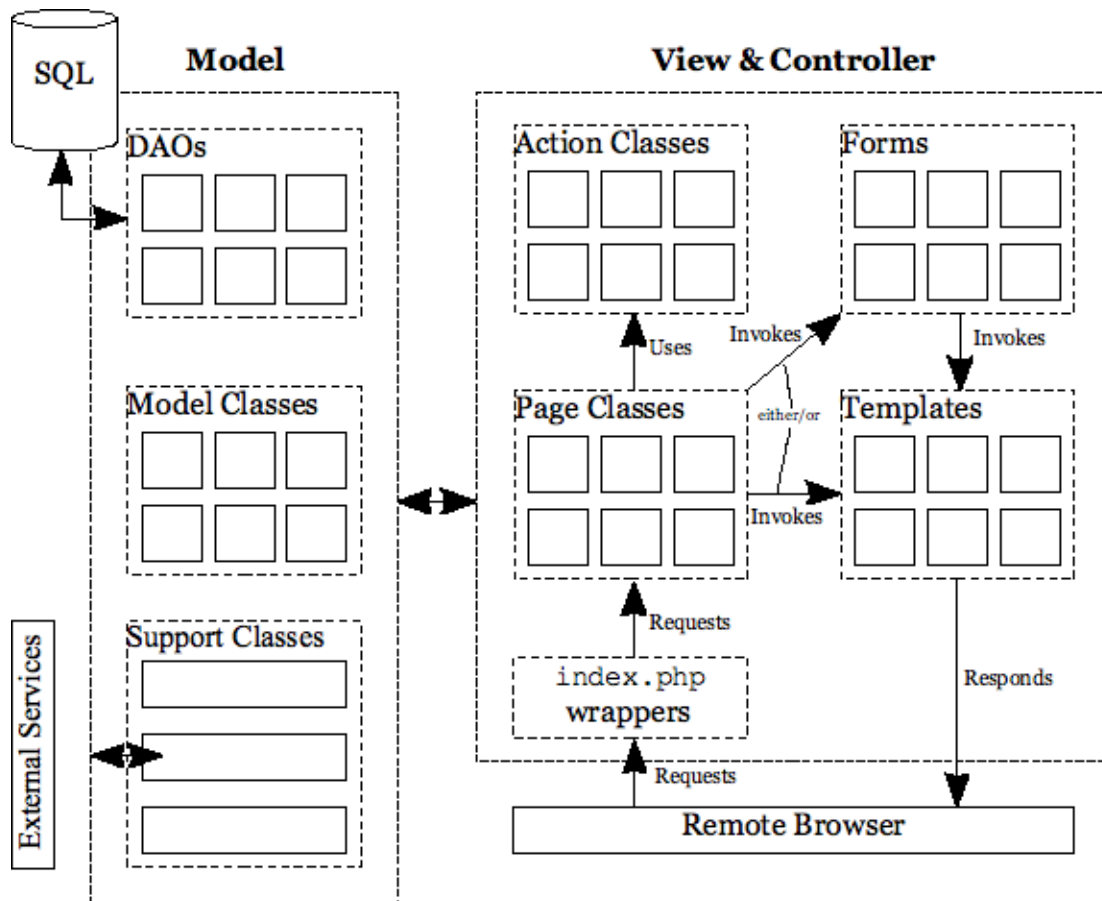 SQL
Model
View & Controller
DAOs
Action Classes
Forms
Uses
Invokes
Invokes
Model Classes
Page Classes
either/or
Templates
Invokes
Requests
Support Classes
index.php
wrappers
Responds
External Services
Requests
Remote Browser